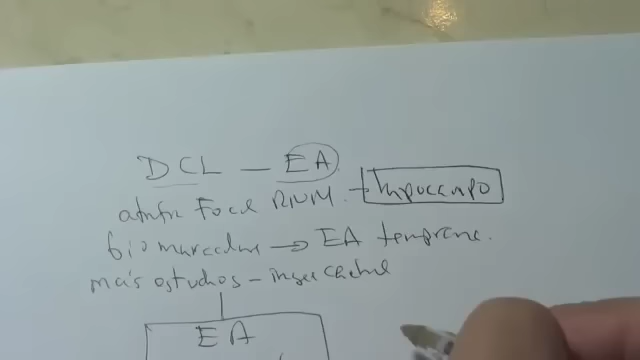 DCL — EA
atrofia Focal RNM. → Hipocampo
biomarcadores → EA temprana.
más estudios -
EA